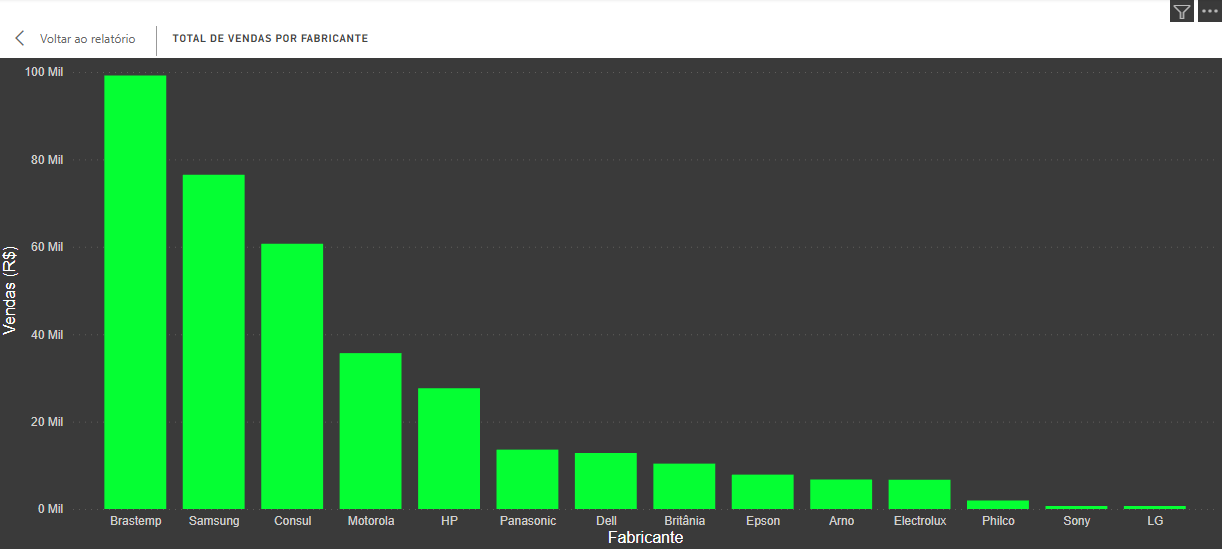 Voltar ao relatório
TOTAL DE VENDAS POR FABRICANTE
Vendas (R$)
100 Mil
80 Mil
60 Mil
40 Mil
20 Mil
0 Mil
Brastemp Samsung Consul Motorola HP Panasonic Dell Britânia Epson Arno Electrolux Philco Sony LG
Fabricante